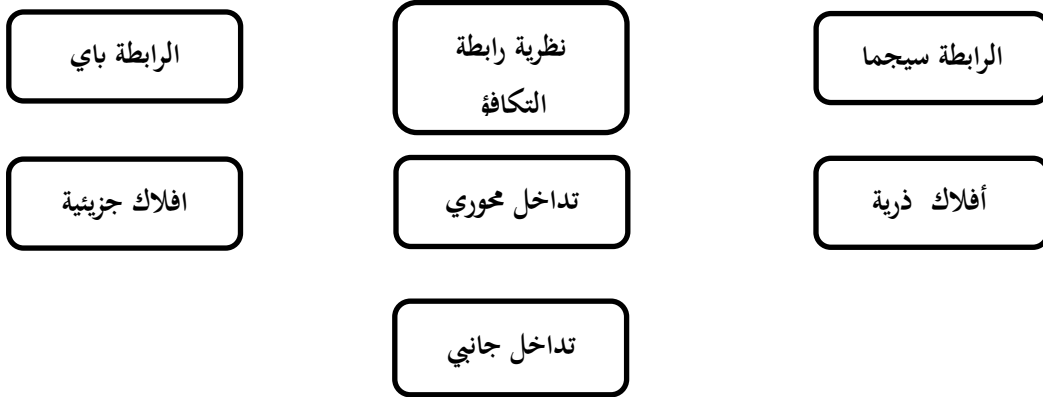 الرابطة سيجما
نظرية رابطة
التكافؤ
الرابطة باي
أفلاك ذرية
تداخل محوري
افلاك جزيئية
تداخل جانبي